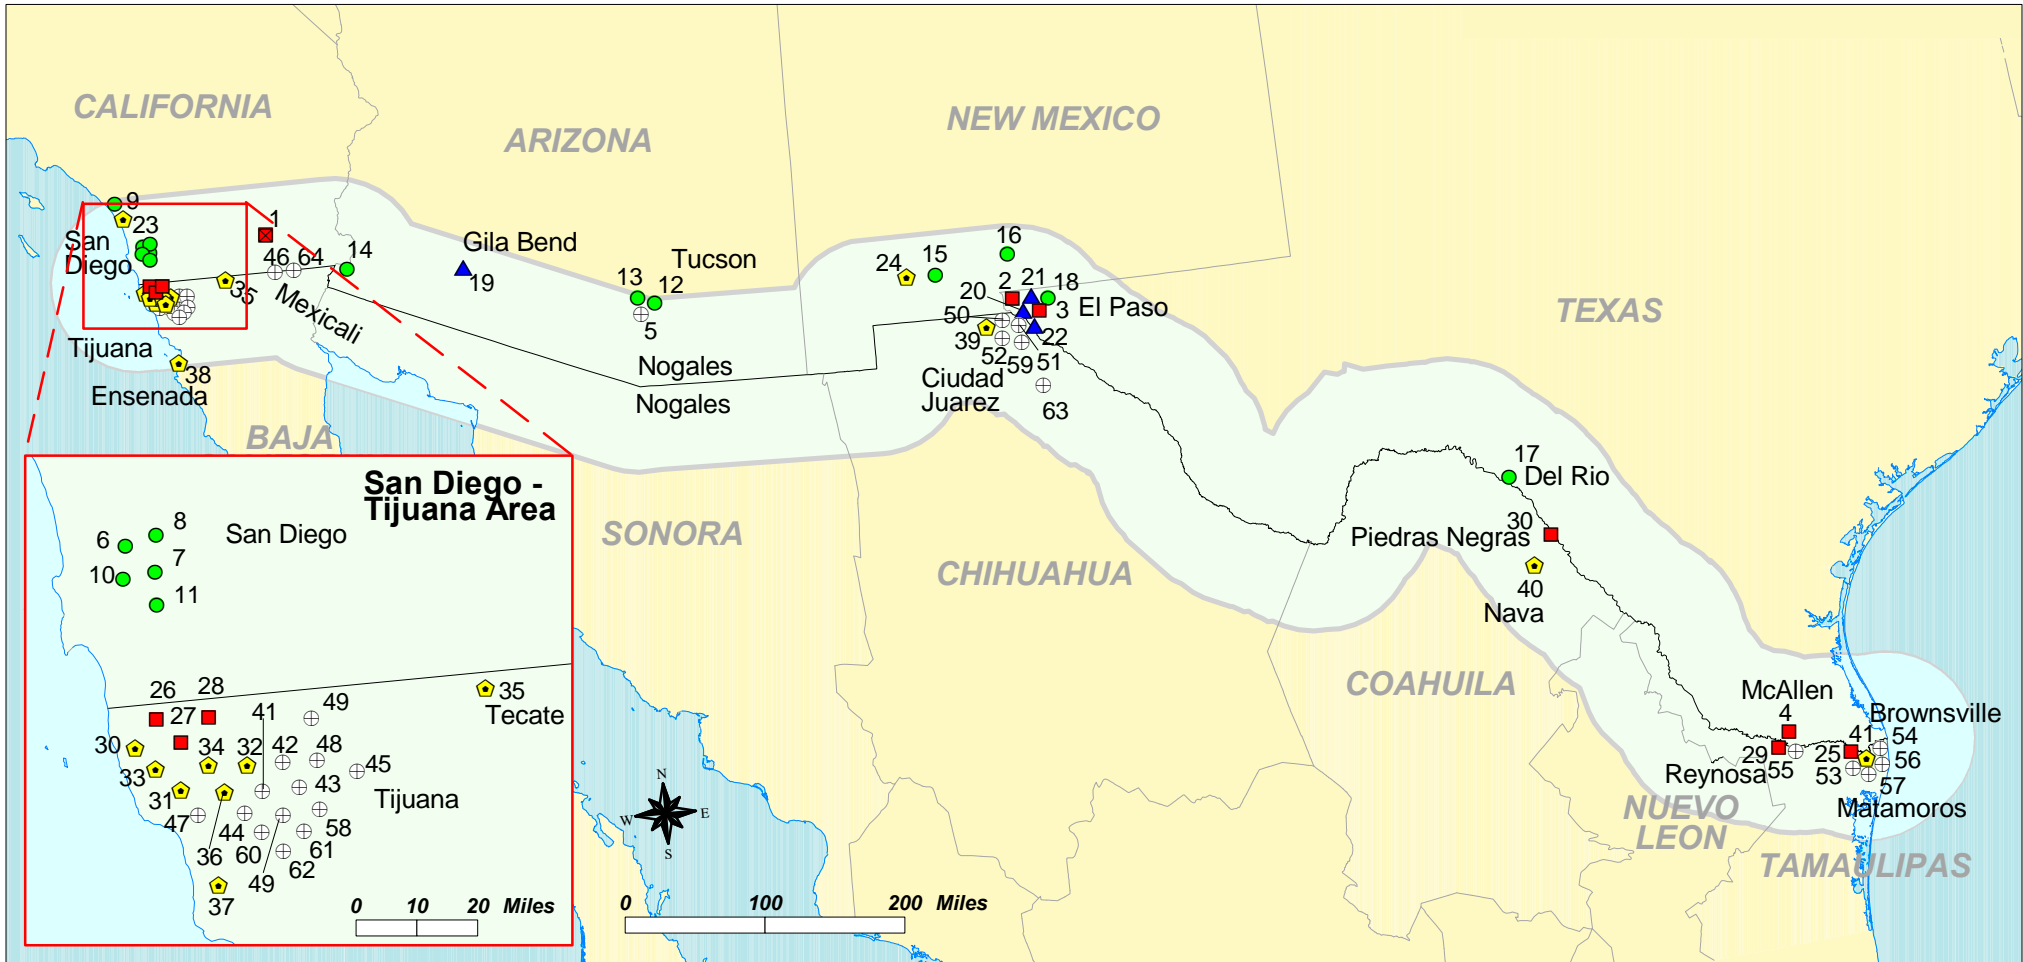 CALIFORNIA
ARIZONA
NEW MEXICO
TEXAS
BAJA
SONORA
CHIHUAHUA
COAHUILA
NUEVO
LEON
TAMAULIPAS
9
23
San
Diego
1
46
64
14
35
Mexicali
Tijuana
38
Ensenada
Gila Bend
19
13
12
Tucson
5
Nogales
Nogales
24
15
16
2
21
18
20
3
El Paso
50
39
22
52
59
51
Ciudad
Juarez
63
17
Del Rio
30
Piedras Negras
40
Nava
McAllen
4
29
55
Reynosa
25
41
Brownsville
54
53
56
57
Matamoros
San Diego -
Tijuana Area
6
8
San Diego
7
10
11
26
28
27
41
49
35
Tecate
30
34
32
42
48
45
33
31
43
Tijuana
47
44
58
36
60
61
49
62
37
0 10 20 Miles
N
W
E
S
0 100 200 Miles